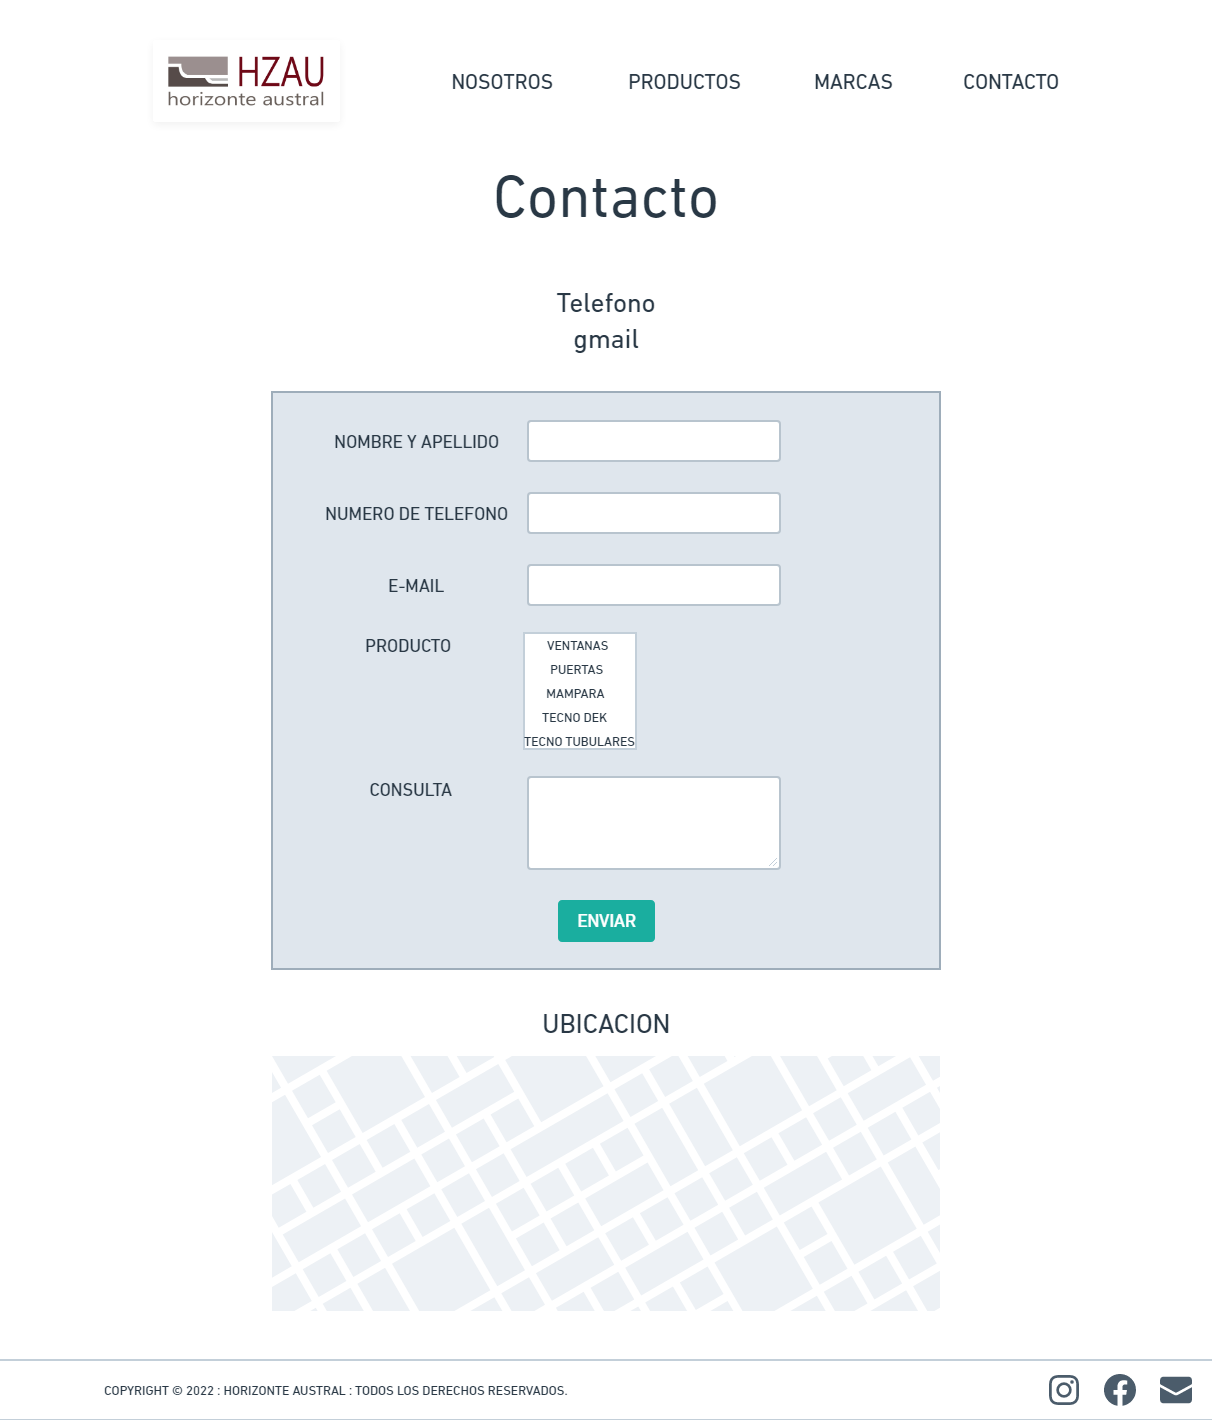 HZAU
horizonte austral
NOSOTROS PRODUCTOS MARCAS CONTACTO
Contacto
Telefono
gmail
NOMBRE Y APELLIDO
NUMERO DE TELEFONO
E-MAIL
PRODUCTO
VENTANAS
PUERTAS
MAMPARA
TECNO DEK
TECNO TUBULARES
CONSULTA
ENVIAR
UBICACION
COPYRIGHT © 2022 : HORIZONTE AUSTRAL : TODOS LOS DERECHOS RESERVADOS.